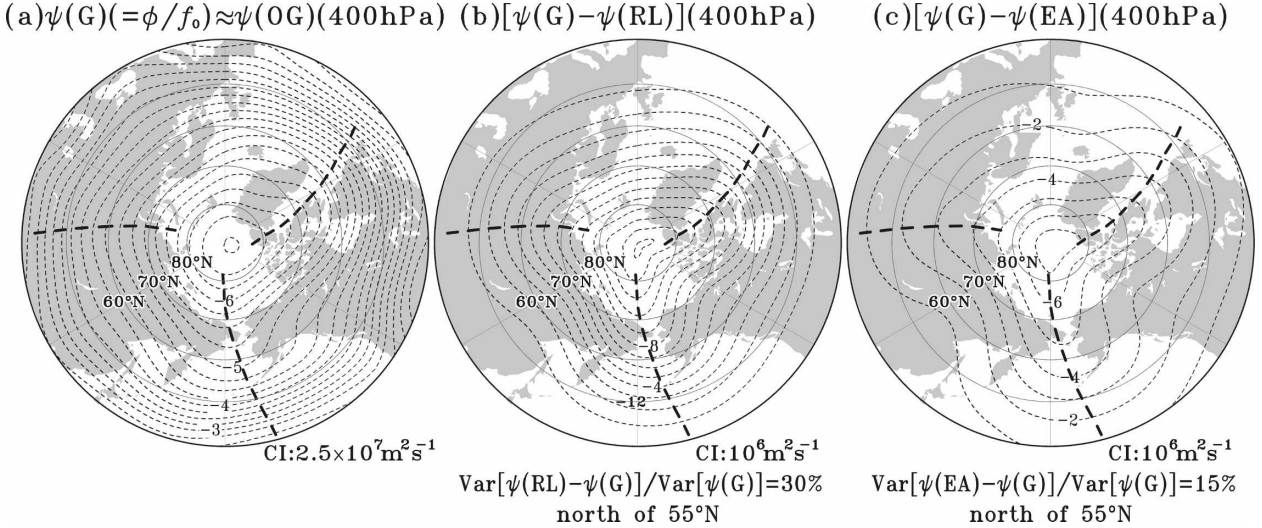 (a)ψ(G)(=ϕ/f₀)≈ψ(OG)(400hPa)
(b)[ψ(G)−ψ(RL)](400hPa)
(c)[ψ(G)−ψ(EA)](400hPa)
80°N
70°N
60°N
-6
5
-4
-3
CI:2.5×10⁷m²s⁻¹
80°N
70°N
60°N
-8
-4
-12
CI:10⁶m²s⁻¹
Var[ψ(RL)−ψ(G)]/Var[ψ(G)]=30%
north of 55°N
-2
-4
80°N
70°N
60°N
-6
-4
-2
CI:10⁶m²s⁻¹
Var[ψ(EA)−ψ(G)]/Var[ψ(G)]=15%
north of 55°N